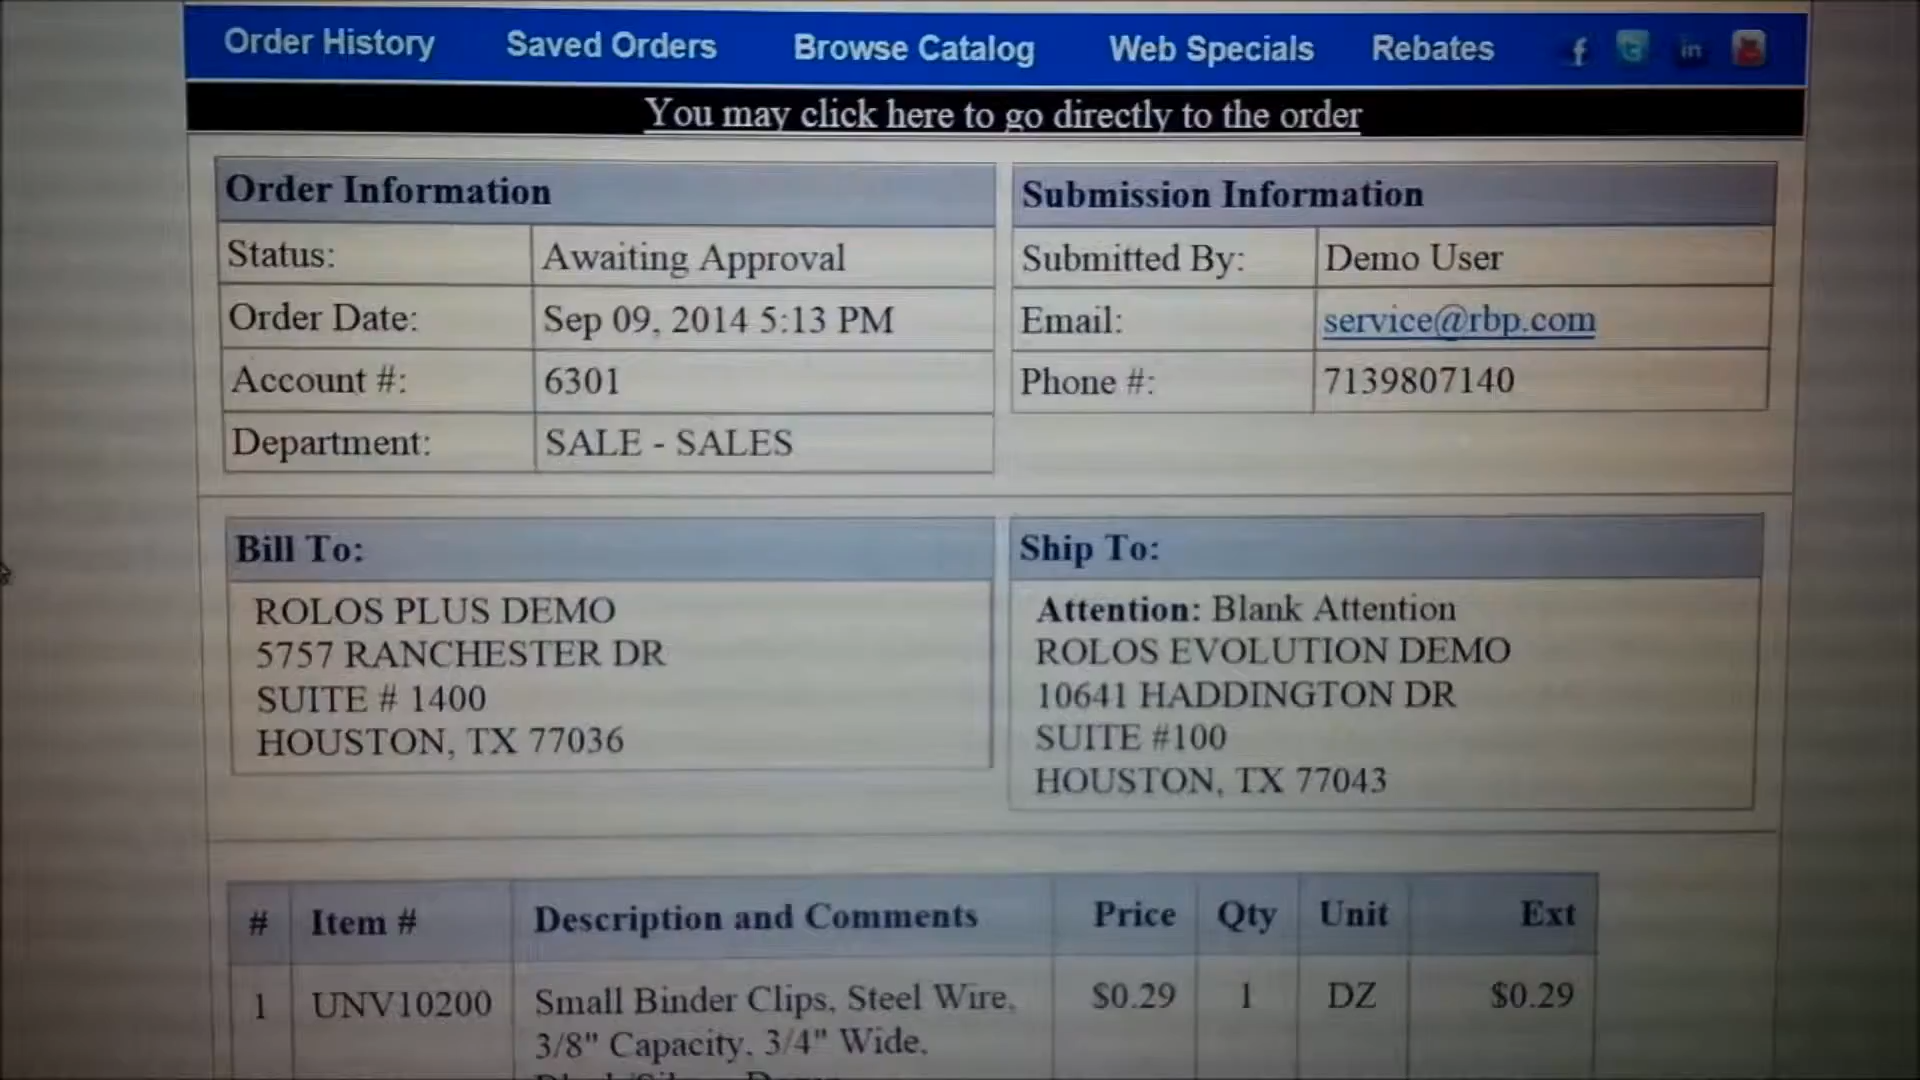 Order History Saved Orders Browse Catalog Web Specials Rebates f in
You may click here to go directly to the order
Order Information
Status: Awaiting Approval
Order Date: Sep 09, 2014 5:13 PM
Account #: 6301
Department: SALE - SALES
Submission Information
Submitted By: Demo User
Email: service@rbp.com
Phone #: 7139807140
Bill To:
ROLOS PLUS DEMO
5757 RANCHESTER DR
SUITE # 1400
HOUSTON, TX 77036
Ship To:
Attention: Blank Attention
ROLOS EVOLUTION DEMO
10641 HADDINGTON DR
SUITE #100
HOUSTON, TX 77043
# Item # Description and Comments Price Qty Unit Ext
1 UNV10200 Small Binder Clips, Steel Wire, $0.29 1 DZ $0.29
3/8" Capacity, 3/4" Wide,